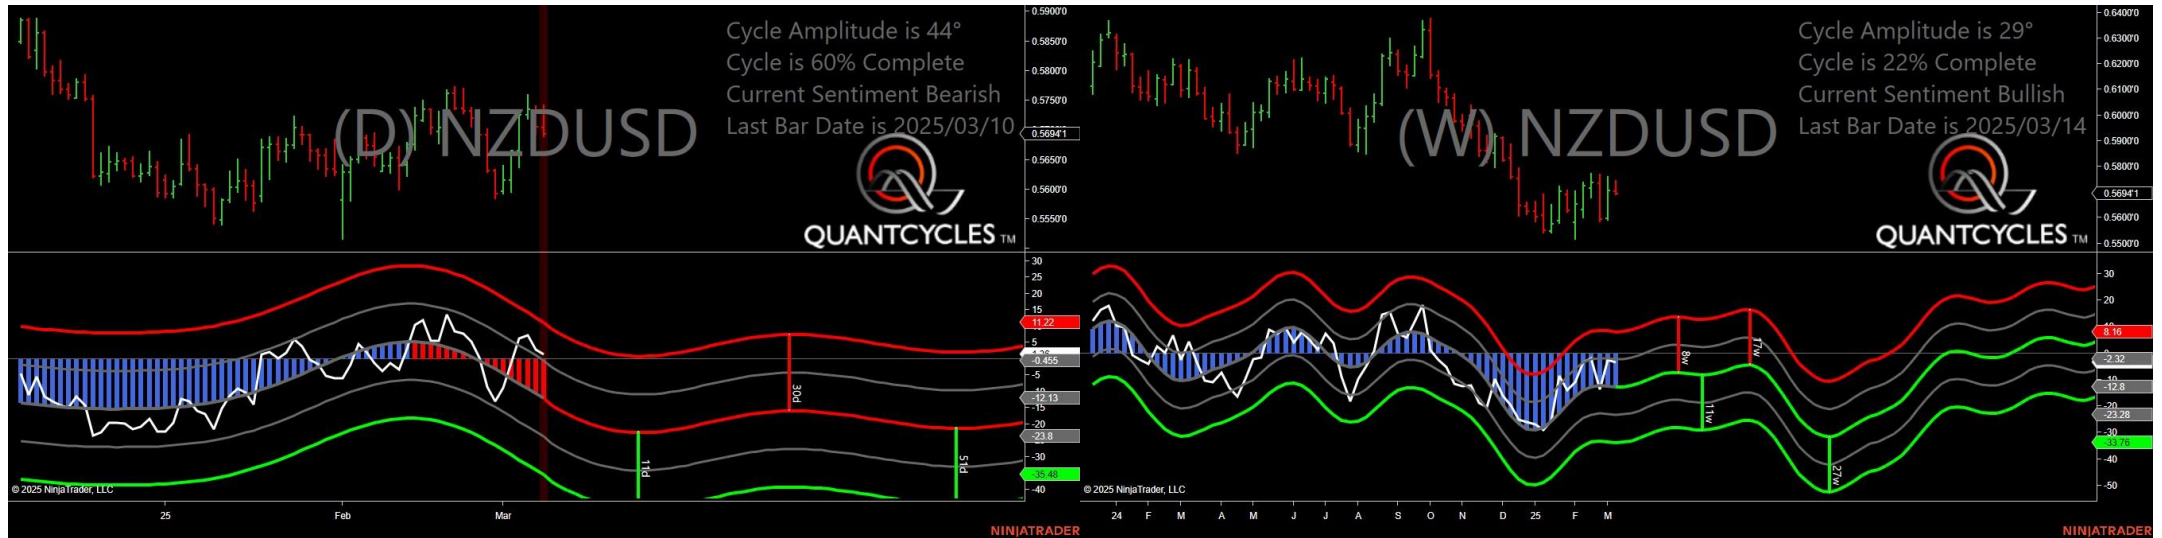 Cycle Amplitude is 44°
Cycle is 60% Complete
Current Sentiment Bearish
Last Bar Date is 2025/03/10
(D) NZDUSD
QUANTCYCLES TM
0.5900'0
0.5850'0
0.5800'0
0.5750'0
0.5694'1
0.5650'0
0.5600'0
0.5550'0
30
25
20
15
11.22
5
-0.455
-5
-10
-12.13
-15
-20
-23.8
-30
-35.48
-40
11d
30d
51d
© 2025 NinjaTrader, LLC
25
Feb
Mar
NINJATRADER
Cycle Amplitude is 29°
Cycle is 22% Complete
Current Sentiment Bullish
Last Bar Date is 2025/03/14
(W) NZDUSD
QUANTCYCLES TM
0.6400'0
0.6300'0
0.6200'0
0.6100'0
0.6000'0
0.5900'0
0.5800'0
0.5694'1
0.5600'0
0.5500'0
30
20
8.16
-2.32
-12.8
-20
-23.28
-30
-33.76
-40
-50
8w
11w
17w
27w
© 2025 NinjaTrader, LLC
24
F
M
A
M
J
J
A
S
O
N
D
25
F
M
NINJATRADER